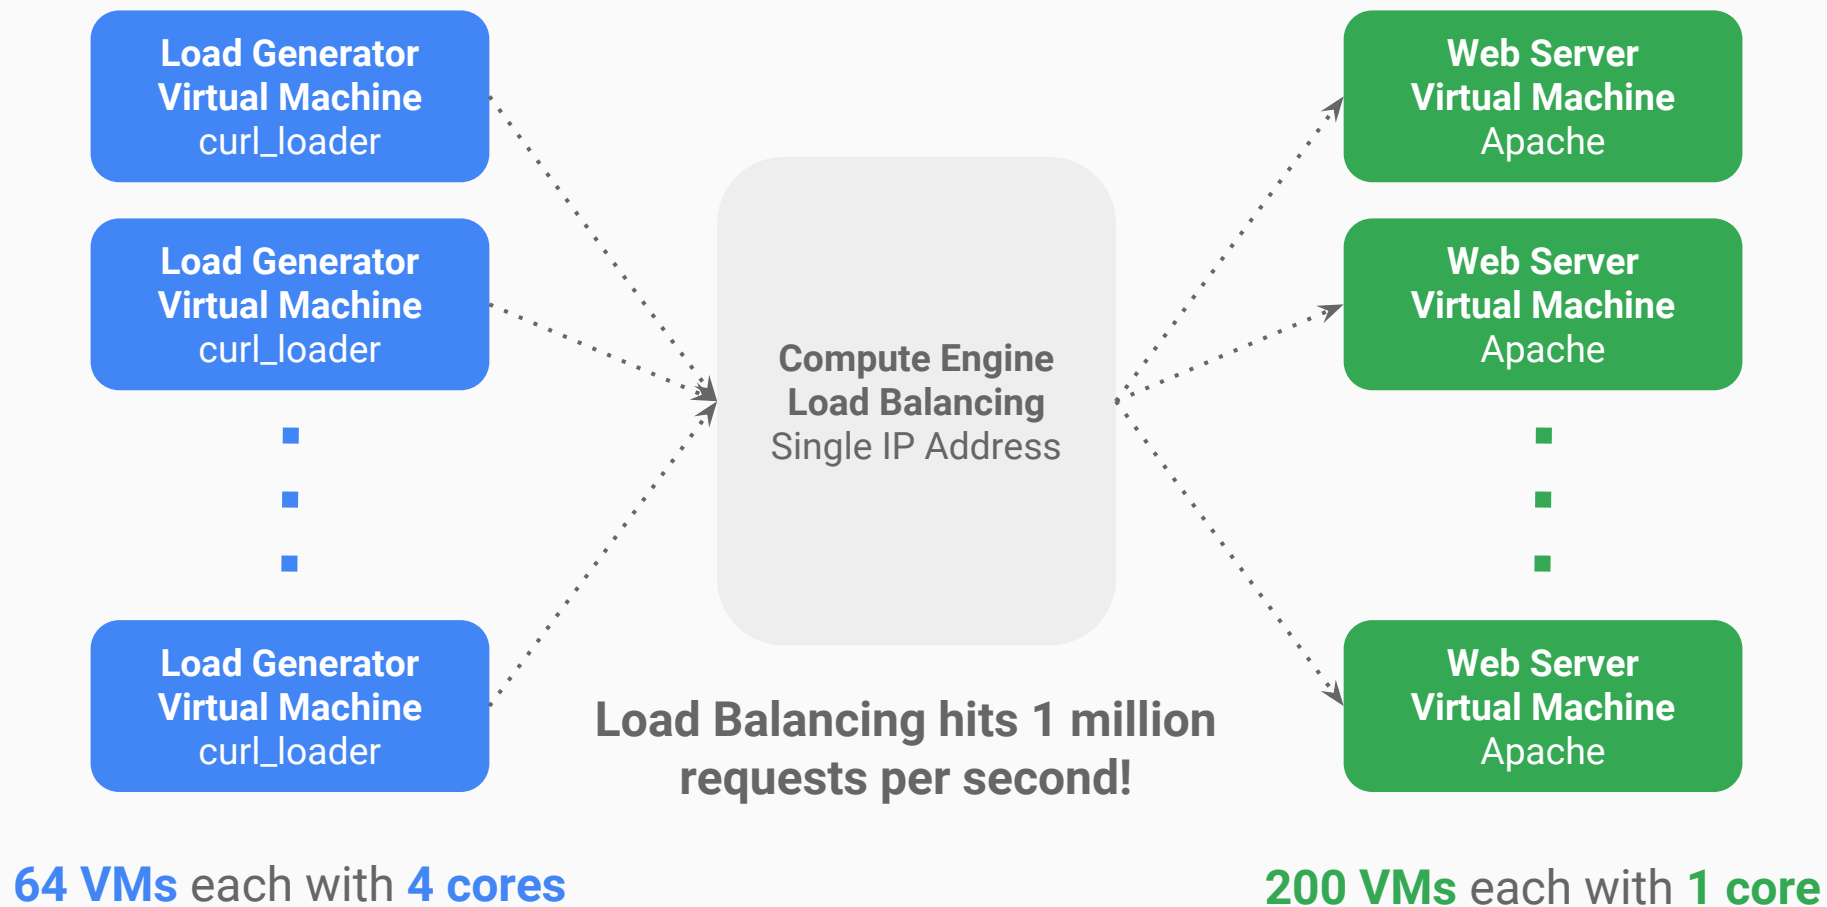 Load Generator
Virtual Machine
curl_loader
Load Generator
Virtual Machine
curl_loader
Load Generator
Virtual Machine
curl_loader
64 VMs each with 4 cores
Compute Engine
Load Balancing
Single IP Address
Load Balancing hits 1 million
requests per second!
Web Server
Virtual Machine
Apache
Web Server
Virtual Machine
Apache
Web Server
Virtual Machine
Apache
200 VMs each with 1 core